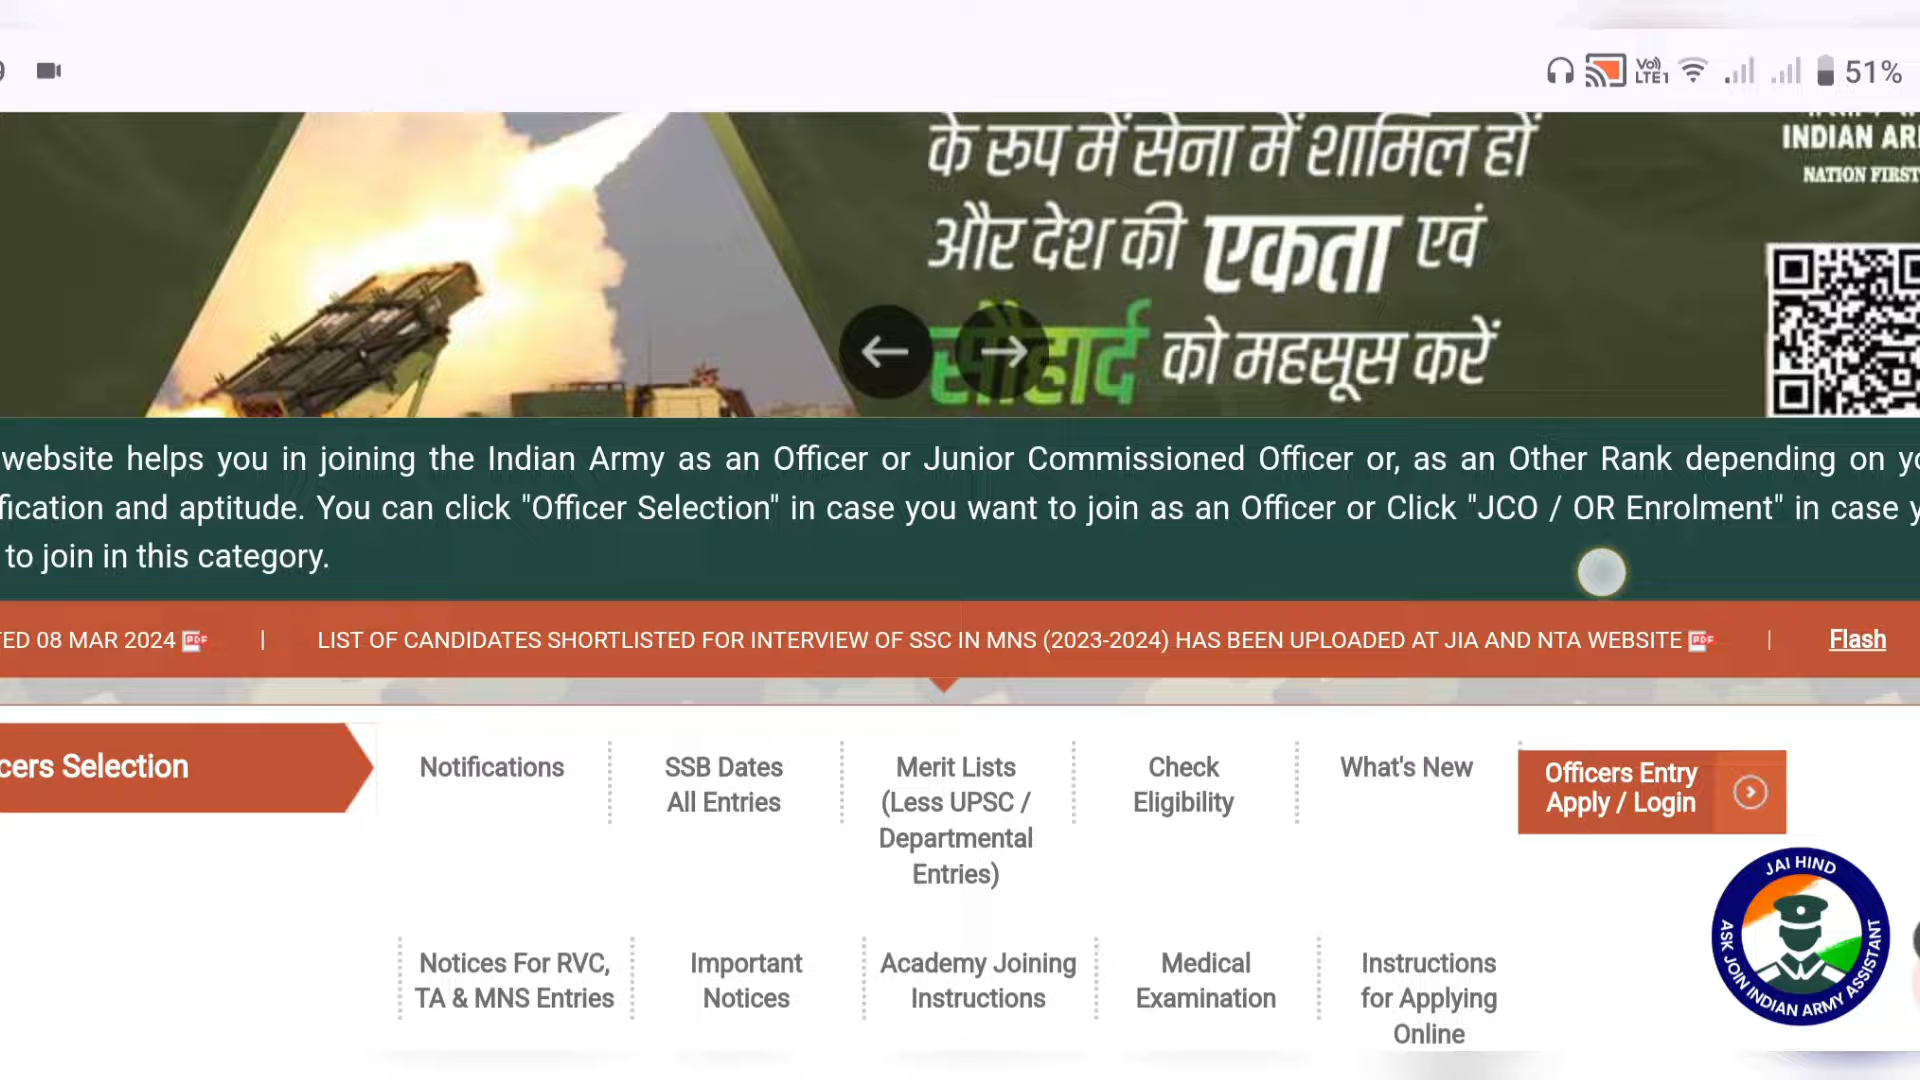 51%
Vo) LTE1
के रूप में सेना में शामिल हों
और देश की एकता एवं
सौहार्द को महसूस करें
INDIAN AR
NATION FIRST
website helps you in joining the Indian Army as an Officer or Junior Commissioned Officer or, as an Other Rank depending on yo
fication and aptitude. You can click "Officer Selection" in case you want to join as an Officer or Click "JCO / OR Enrolment" in case y
to join in this category.
TED 08 MAR 2024 PDF | LIST OF CANDIDATES SHORTLISTED FOR INTERVIEW OF SSC IN MNS (2023-2024) HAS BEEN UPLOADED AT JIA AND NTA WEBSITE PDF | Flash
cers Selection
Notifications
SSB Dates
All Entries
Merit Lists
(Less UPSC /
Departmental
Entries)
Check
Eligibility
What's New
Officers Entry
Apply / Login
Notices For RVC,
TA & MNS Entries
Important
Notices
Academy Joining
Instructions
Medical
Examination
Instructions
for Applying
Online
JAI HIND
ASK JOIN INDIAN ARMY ASSISTANT